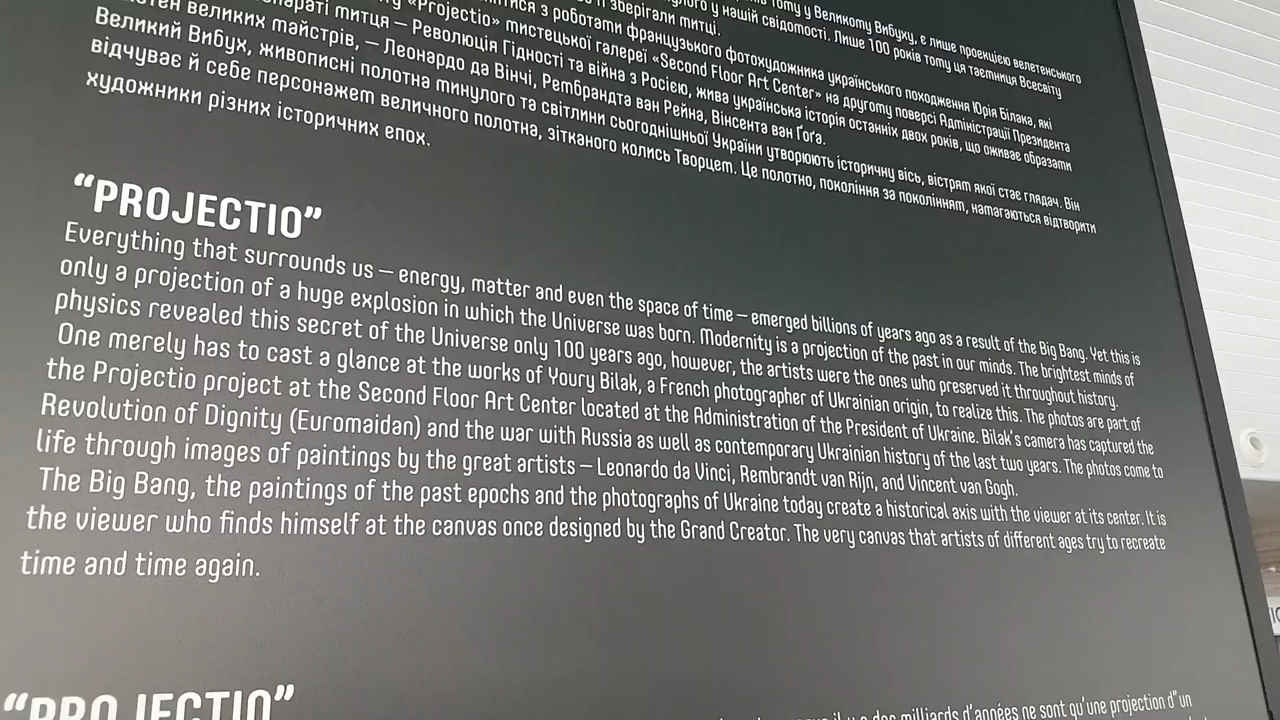 тому у Великому Вибуху, є лише проекцією велетенського
у нашій свідомості. Лише 100 років тому ця таємниця Всесвіту
зберігали митці.
з роботами французького фотохудожника українського походження Юрія Білака, які
«Projectio» мистецької галереї «Second Floor Art Center» на другому поверсі Адміністрації Президента
митця — Революція Гідності та війна з Росією, жива українська історія останніх двох років, що оживає образами
великих майстрів, — Леонардо да Вінчі, Рембрандта ван Рейна, Вінсента ван Ґоґа.
Великий Вибух, живописні полотна минулого та світлини сьогоднішньої України утворюють історичну вісь, вістрям якої стає глядач. Він
відчуває й себе персонажем величного полотна, зітканого колись Творцем. Це полотно, покоління за поколінням, намагаються відтворити
художники різних історичних епох.
“PROJECTIO”
Everything that surrounds us — energy, matter and even the space of time — emerged billions of years ago as a result of the Big Bang. Yet this is
only a projection of a huge explosion in which the Universe was born. Modernity is a projection of the past in our minds. The brightest minds of
physics revealed this secret of the Universe only 100 years ago, however, the artists were the ones who preserved it throughout history.
One merely has to cast a glance at the works of Youry Bilak, a French photographer of Ukrainian origin, to realize this. The photos are part of
the Projectio project at the Second Floor Art Center located at the Administration of the President of Ukraine. Bilak's camera has captured the
Revolution of Dignity (Euromaidan) and the war with Russia as well as contemporary Ukrainian history of the last two years. The photos come to
life through images of paintings by the great artists — Leonardo da Vinci, Rembrandt van Rijn, and Vincent van Gogh.
The Big Bang, the paintings of the past epochs and the photographs of Ukraine today create a historical axis with the viewer at its center. It is
the viewer who finds himself at the canvas once designed by the Grand Creator. The very canvas that artists of different ages try to recreate
time and time again.
“PROJECTIO”
il y a des milliards d'années ne sont qu'une projection d'un